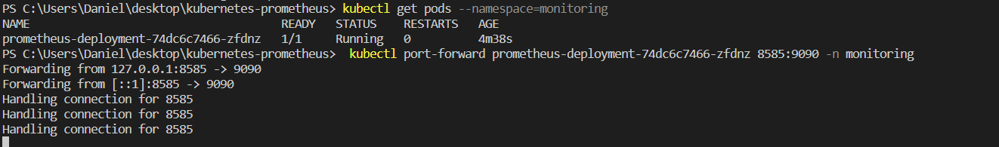 PS C:\Users\Daniel\desktop\kubernetes-prometheus> kubectl get pods --namespace=monitoring
NAME READY STATUS RESTARTS AGE
prometheus-deployment-74dc6c7466-zfdnz 1/1 Running 0 4m38s
PS C:\Users\Daniel\desktop\kubernetes-prometheus> kubectl port-forward prometheus-deployment-74dc6c7466-zfdnz 8585:9090 -n monitoring
Forwarding from 127.0.0.1:8585 -> 9090
Forwarding from [::1]:8585 -> 9090
Handling connection for 8585
Handling connection for 8585
Handling connection for 8585